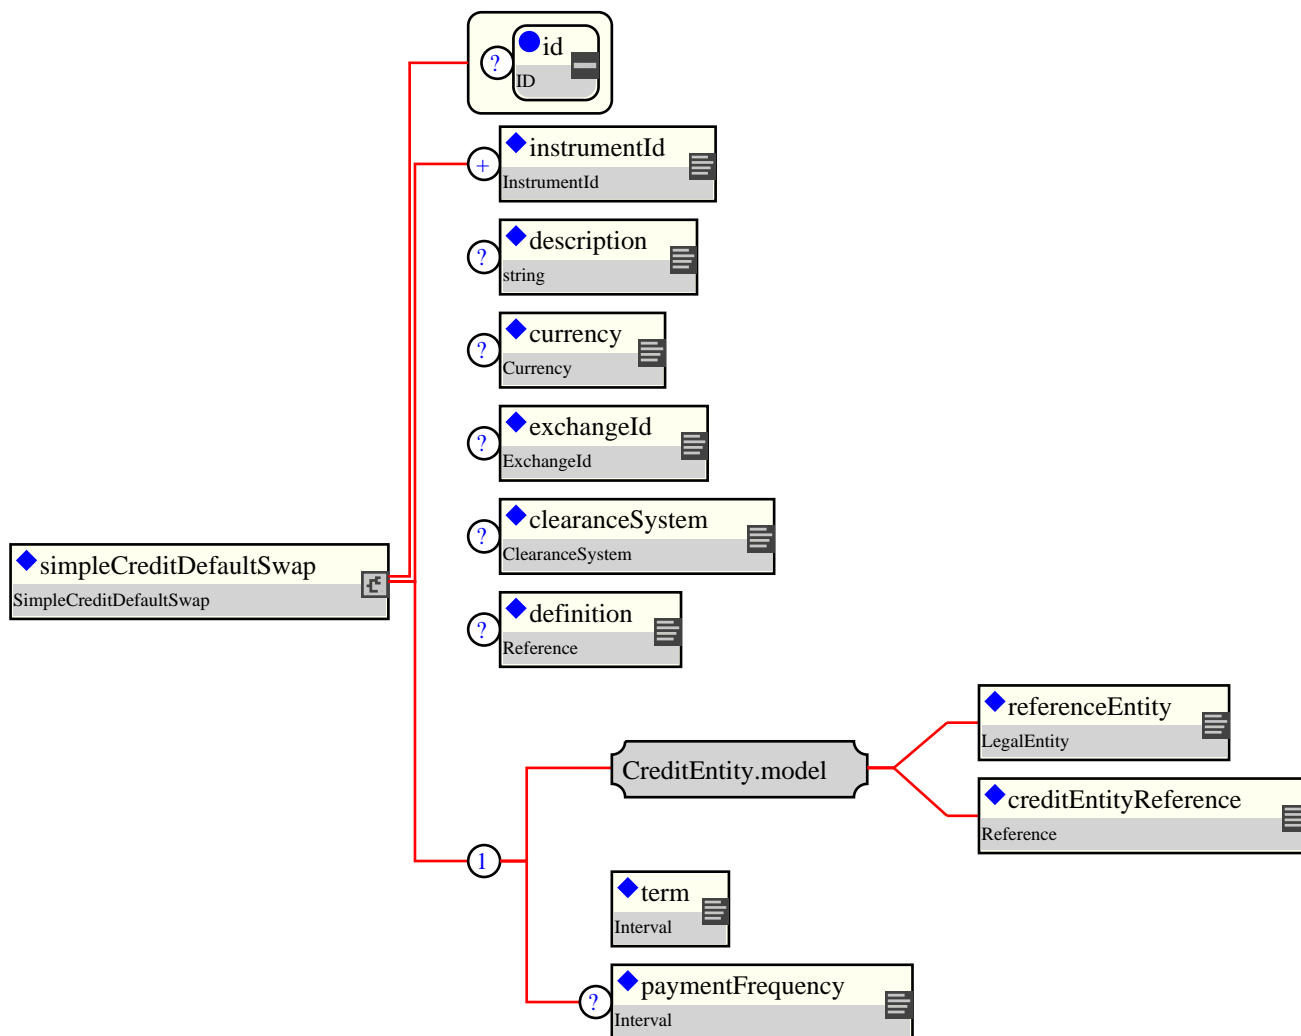 ?
id
ID
+
instrumentId
InstrumentId
?
description
string
?
currency
Currency
?
exchangeId
ExchangeId
?
clearanceSystem
ClearanceSystem
simpleCreditDefaultSwap
SimpleCreditDefaultSwap
?
definition
Reference
referenceEntity
LegalEntity
CreditEntity.model
creditEntityReference
Reference
1
term
Interval
?
paymentFrequency
Interval